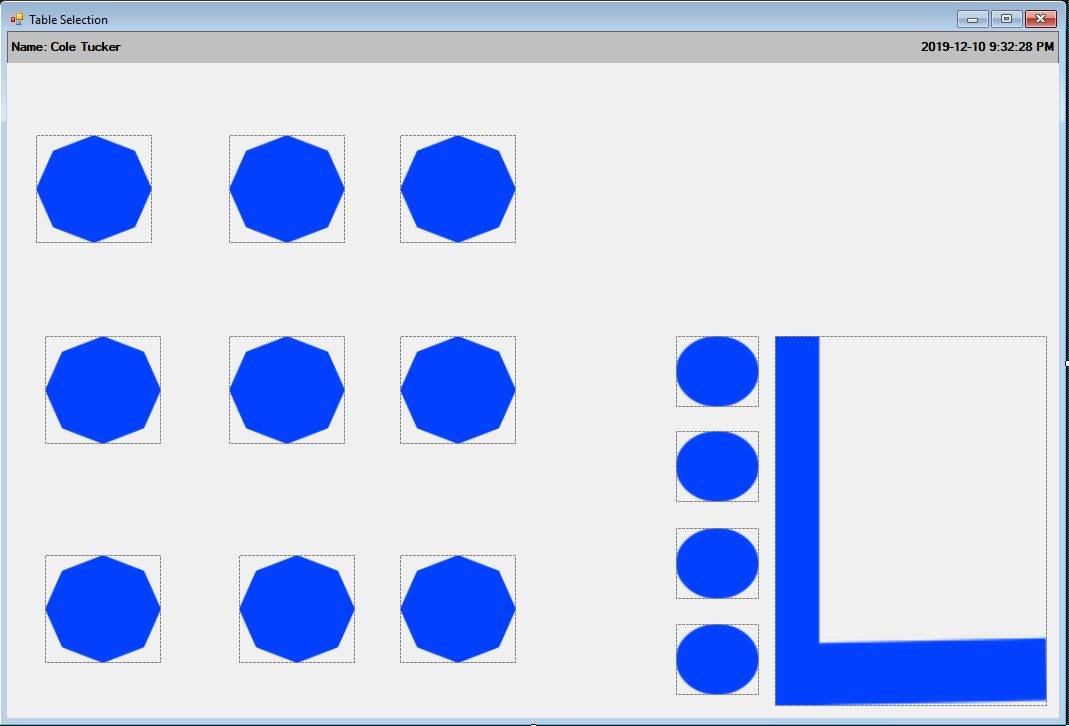 Table Selection
Name: Cole Tucker
2019-12-10 9:32:28 PM